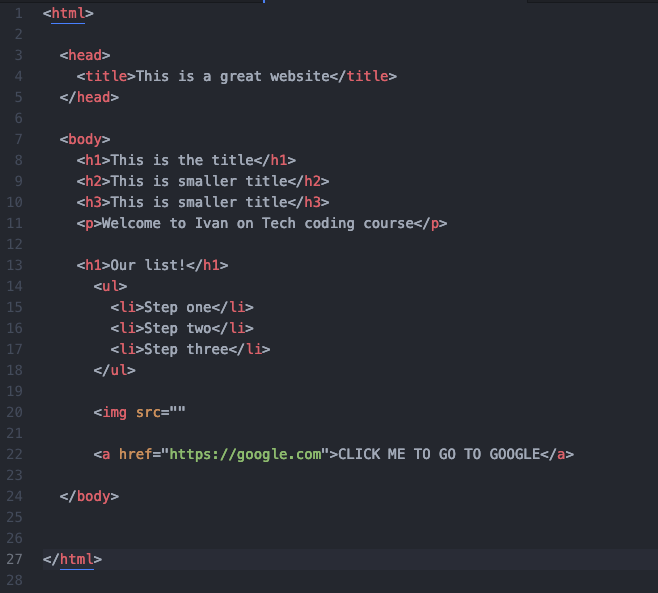 1 <html>
2
3 <head>
4 <title>This is a great website</title>
5 </head>
6
7 <body>
8 <h1>This is the title</h1>
9 <h2>This is smaller title</h2>
10 <h3>This is smaller title</h3>
11 <p>Welcome to Ivan on Tech coding course</p>
12
13 <h1>Our list!</h1>
14 <ul>
15 <li>Step one</li>
16 <li>Step two</li>
17 <li>Step three</li>
18 </ul>
19
20 <img src=""
21
22 <a href="https://google.com">CLICK ME TO GO TO GOOGLE</a>
23
24 </body>
25
26
27 </html>
28